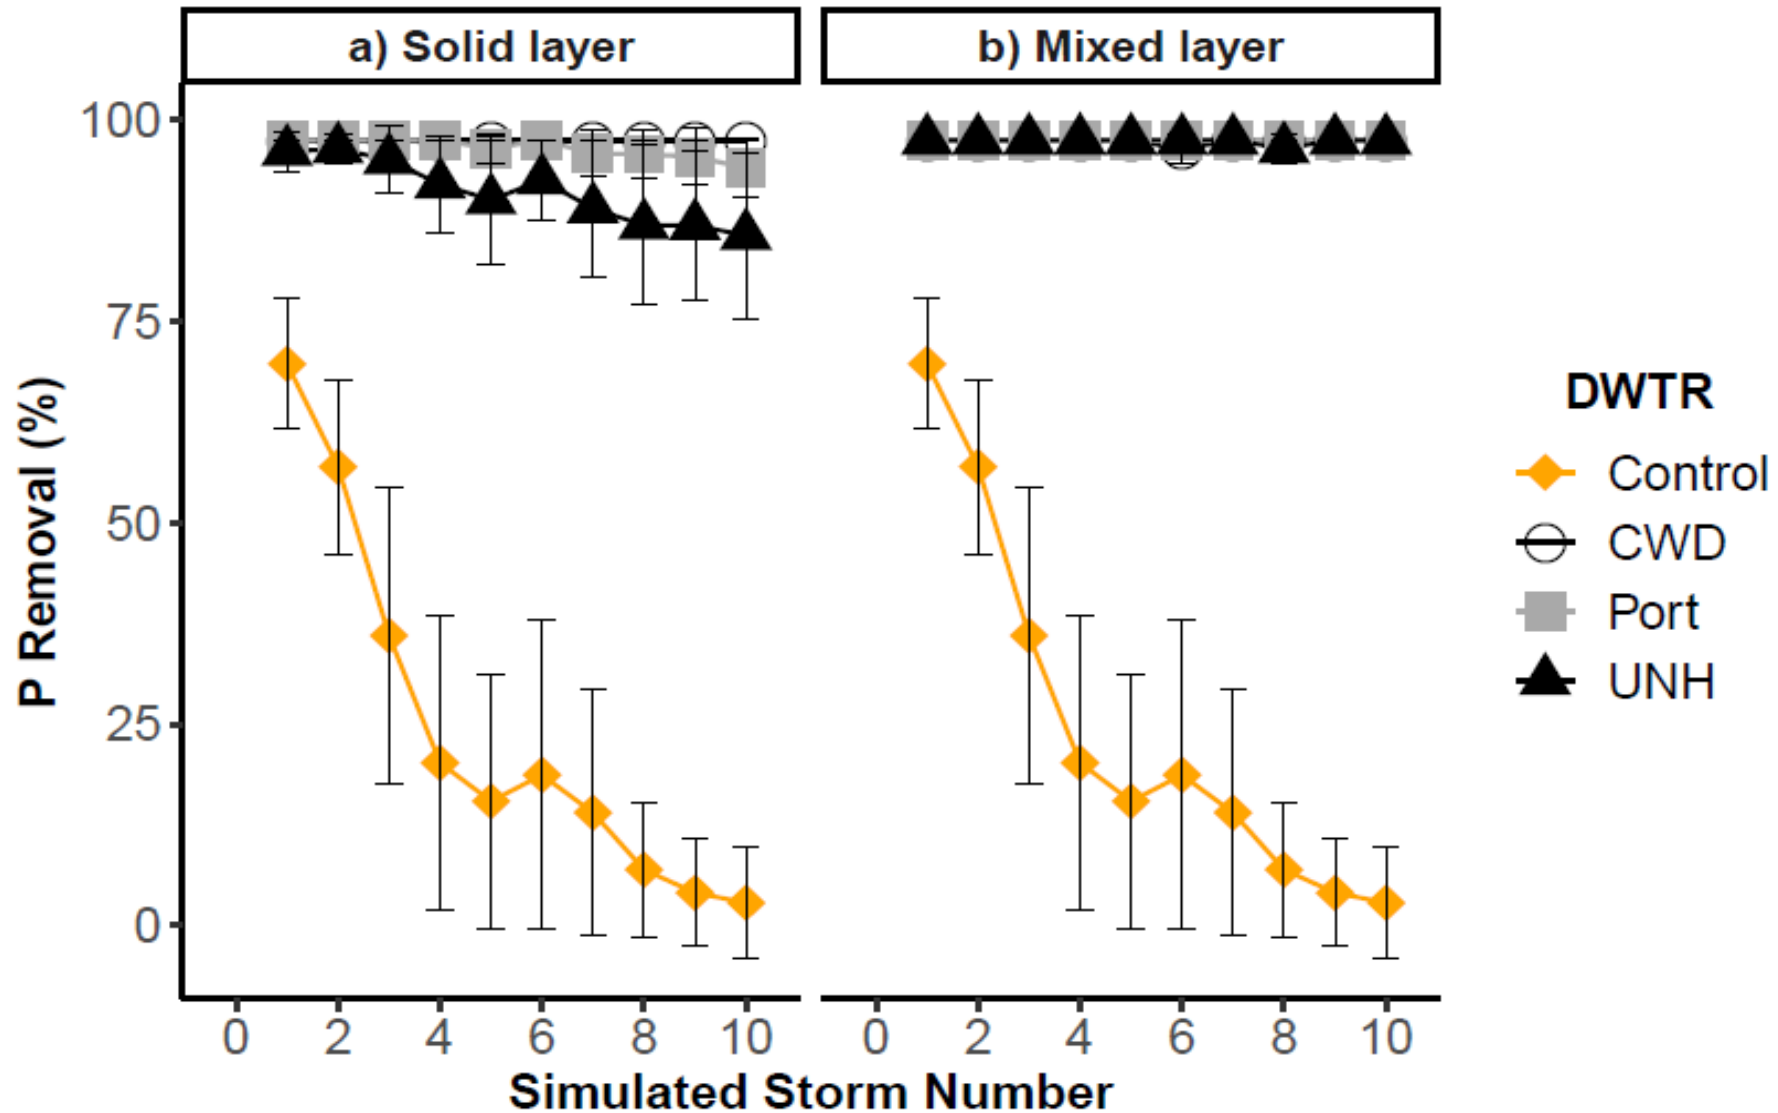 a) Solid layer
b) Mixed layer
100
75
50
25
0
P Removal (%)
0 2 4 6 8 10
0 2 4 6 8 10
Simulated Storm Number
DWTR
Control
CWD
Port
UNH